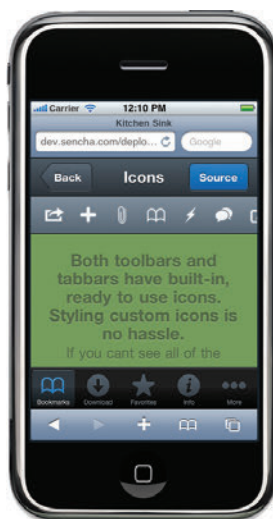 Carrier 12:10 PM
Kitchen Sink
dev.sencha.com/deplo... Google
Back Icons Source
Both toolbars and
tabbars have built-in,
ready to use icons.
Styling custom icons is
no hassle.
If you cant see all of the
Bookmarks Download Favorites Info More